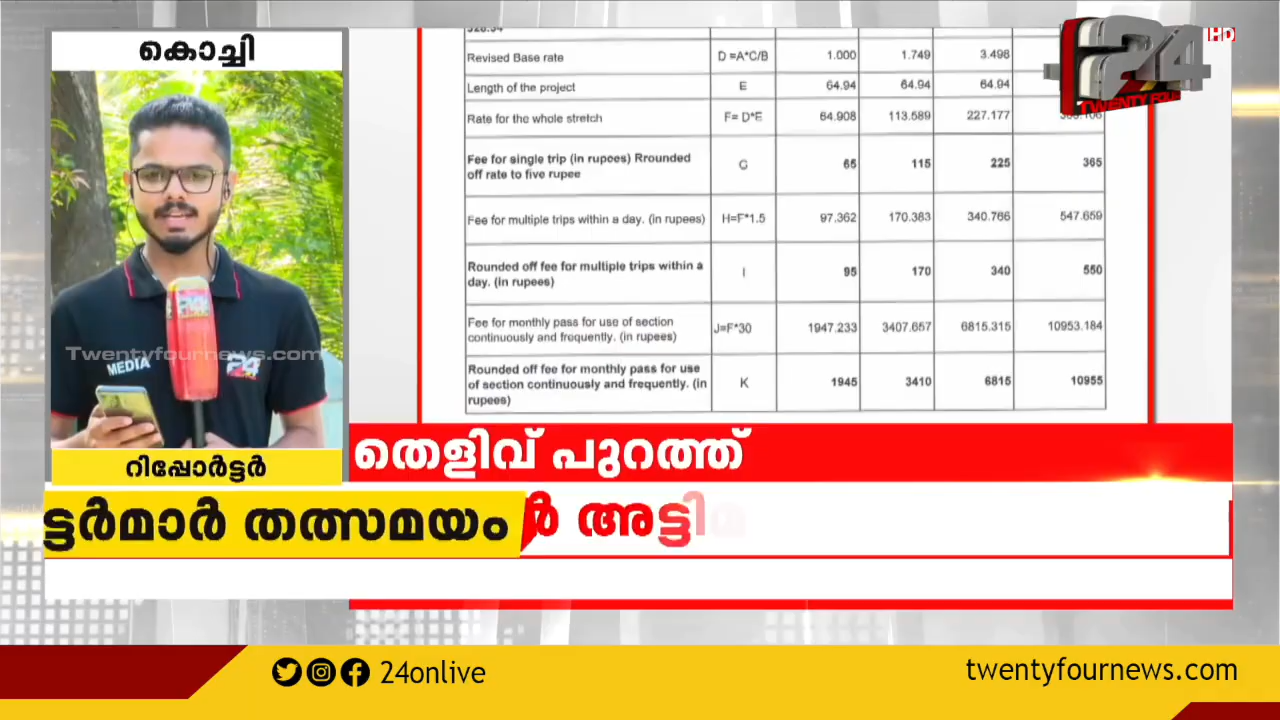 കൊച്ചി
Twentyfournews.com
MEDIA 24
റിപ്പോർട്ടർ
Revised Base rate D =A*C/B 1.000 1.749 3.498
Length of the project E 64.94 64.94 64.94
Rate for the whole stretch F= D*E 64.908 113.589 227.177
Fee for single trip (in rupees) Rrounded
off rate to five rupee G 65 115 225 365
Fee for multiple trips within a day. (in rupees) H=F*1.5 97.362 170.383 340.766 547.659
Rounded off fee for multiple trips within a
day. (in rupees) I 95 170 340 550
Fee for monthly pass for use of section
continuously and frequently. (in rupees) J=F*30 1947.233 3407.657 6815.315 10953.184
Rounded off fee for monthly pass for use
of section continuously and frequently. (in
rupees) K 1945 3410 6815 10955
24 HD
TWENTY FOUR
തെളിവ് പുറത്ത്
ട്ടർമാർ തത്സമയം
24onlive
twentyfournews.com